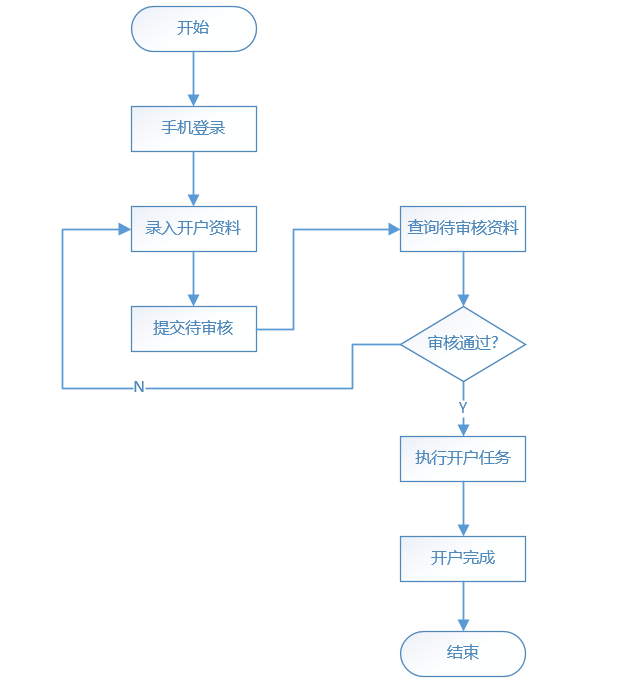 开始
手机登录
录入开户资料
提交待审核
查询待审核资料
审核通过?
N
Y
执行开户任务
开户完成
结束